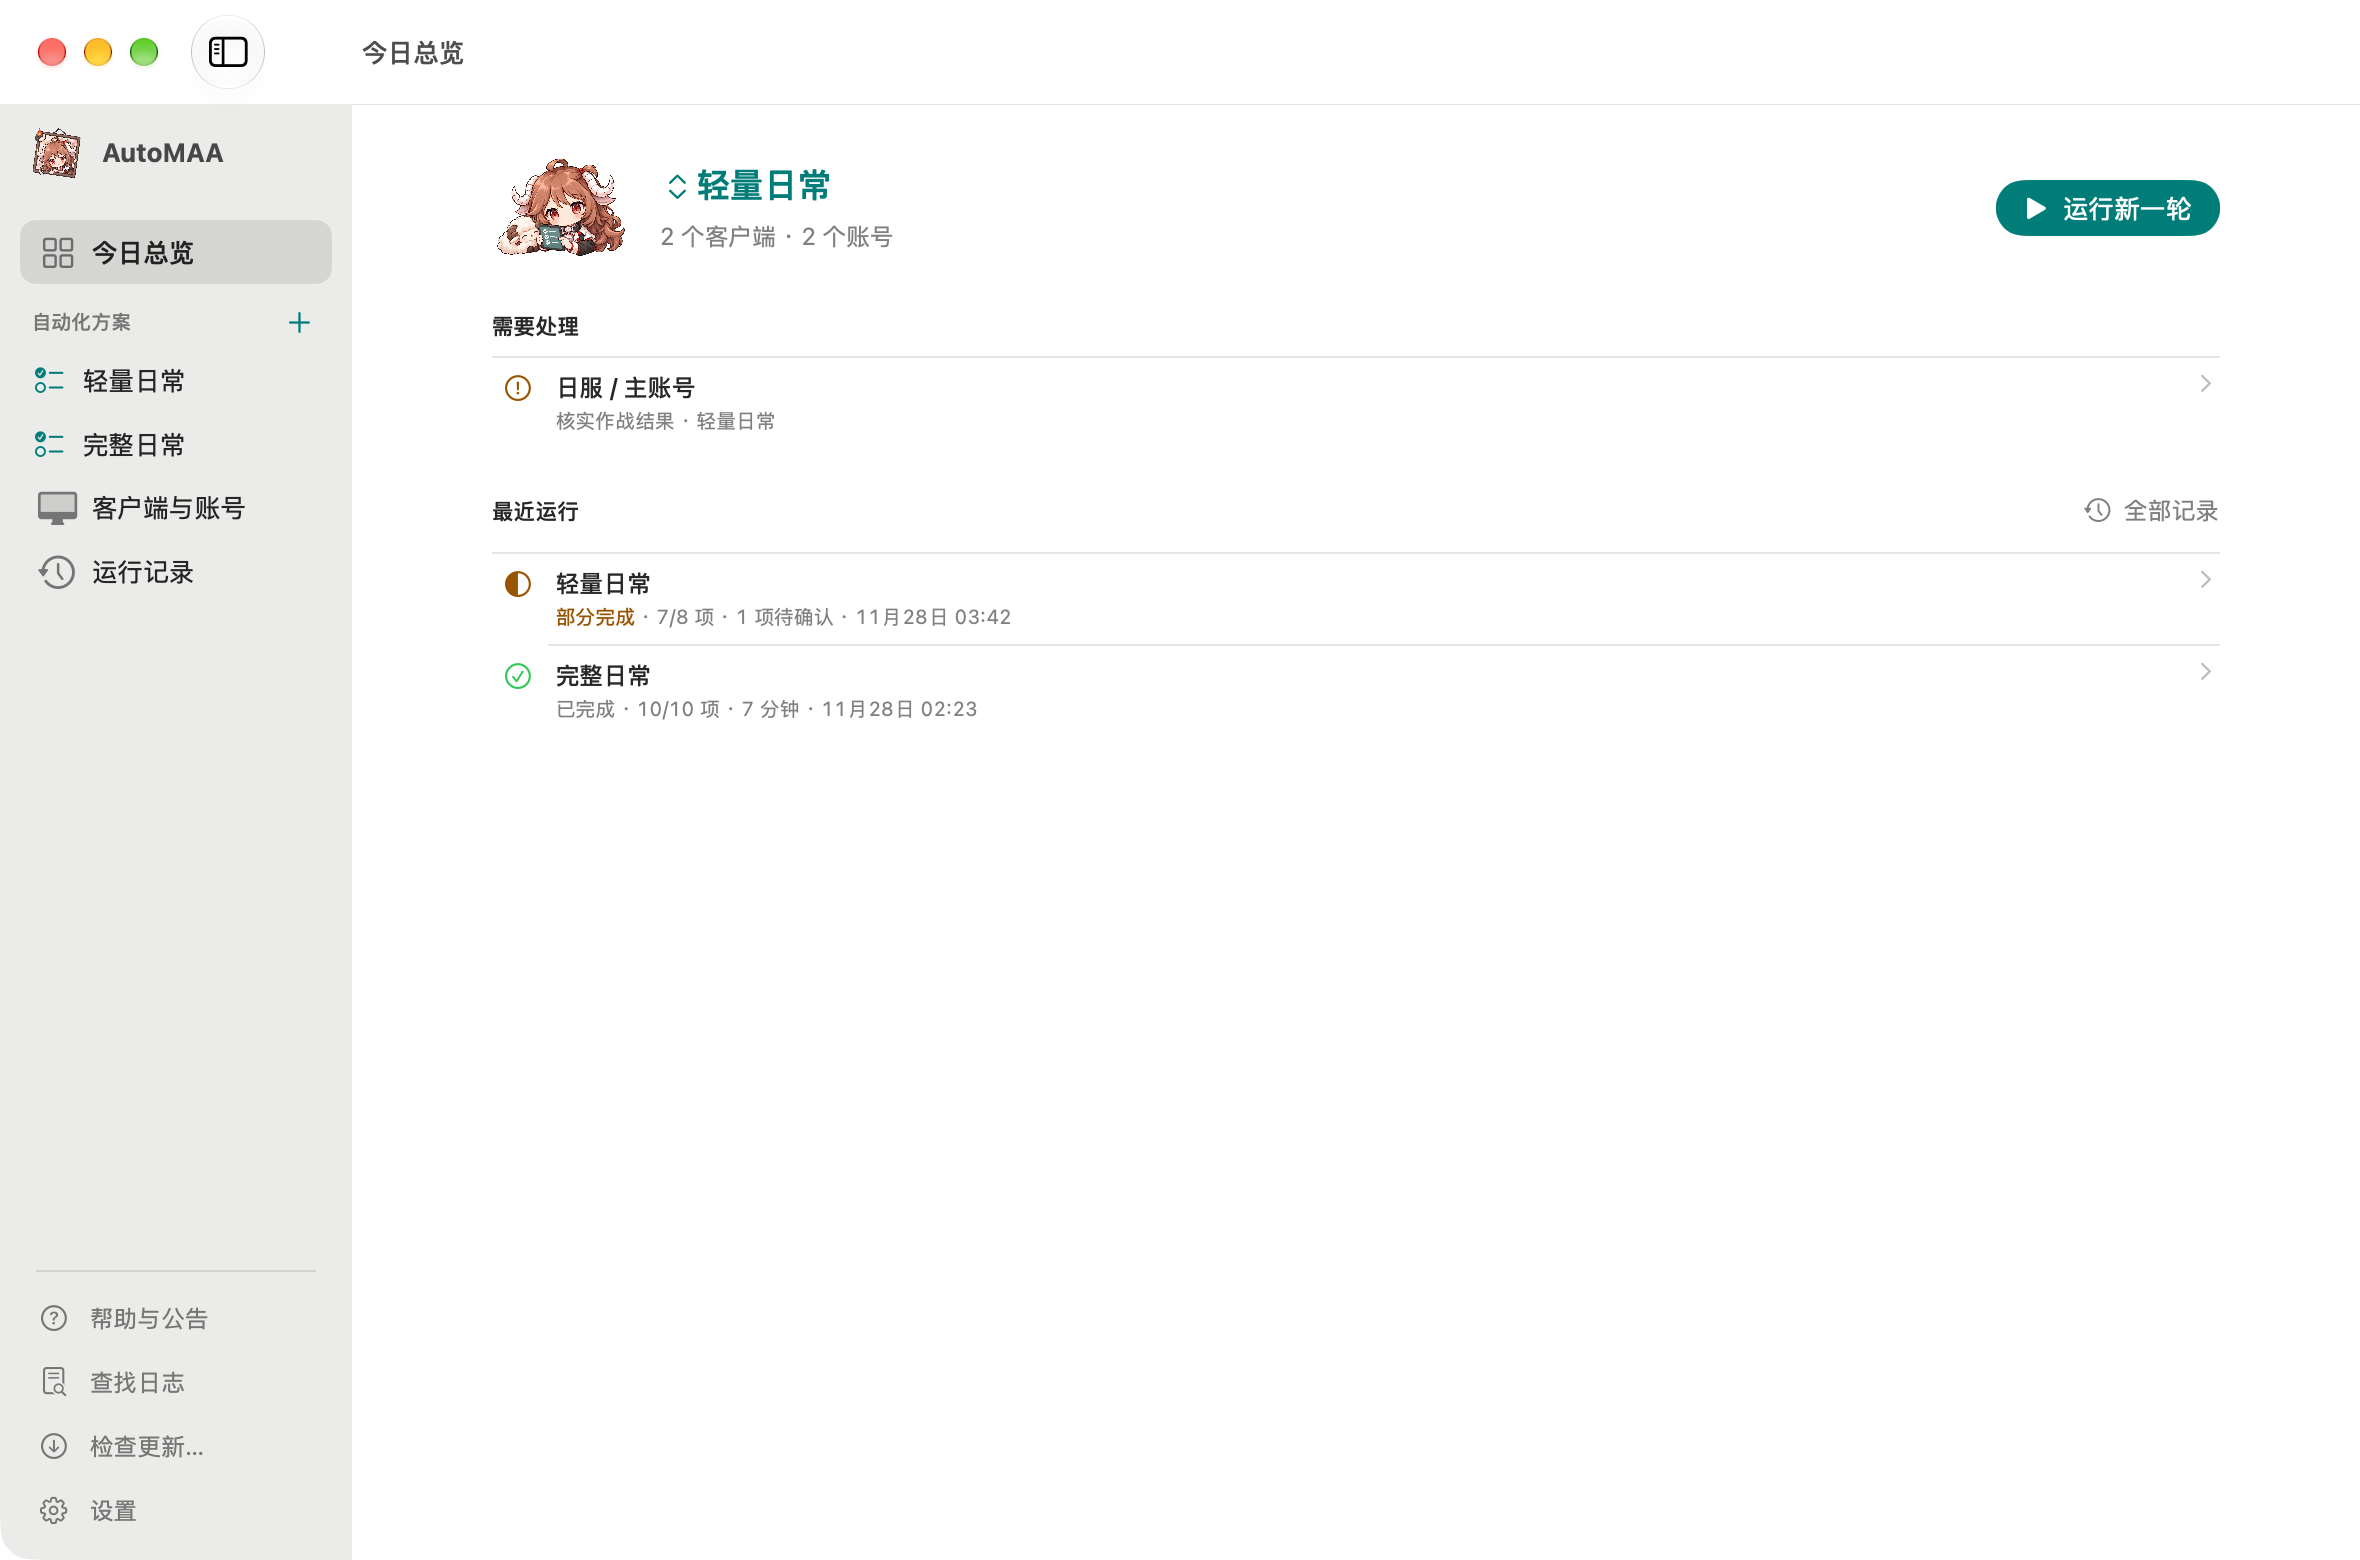 今日总览
AutoMAA
今日总览
自动化方案
轻量日常
完整日常
客户端与账号
运行记录
帮助与公告
查找日志
检查更新...
设置
轻量日常
2 个客户端 · 2 个账号
运行新一轮
需要处理
日服 / 主账号
核实作战结果 · 轻量日常
最近运行
全部记录
轻量日常
部分完成 · 7/8 项 · 1 项待确认 · 11月28日 03:42
完整日常
已完成 · 10/10 项 · 7 分钟 · 11月28日 02:23